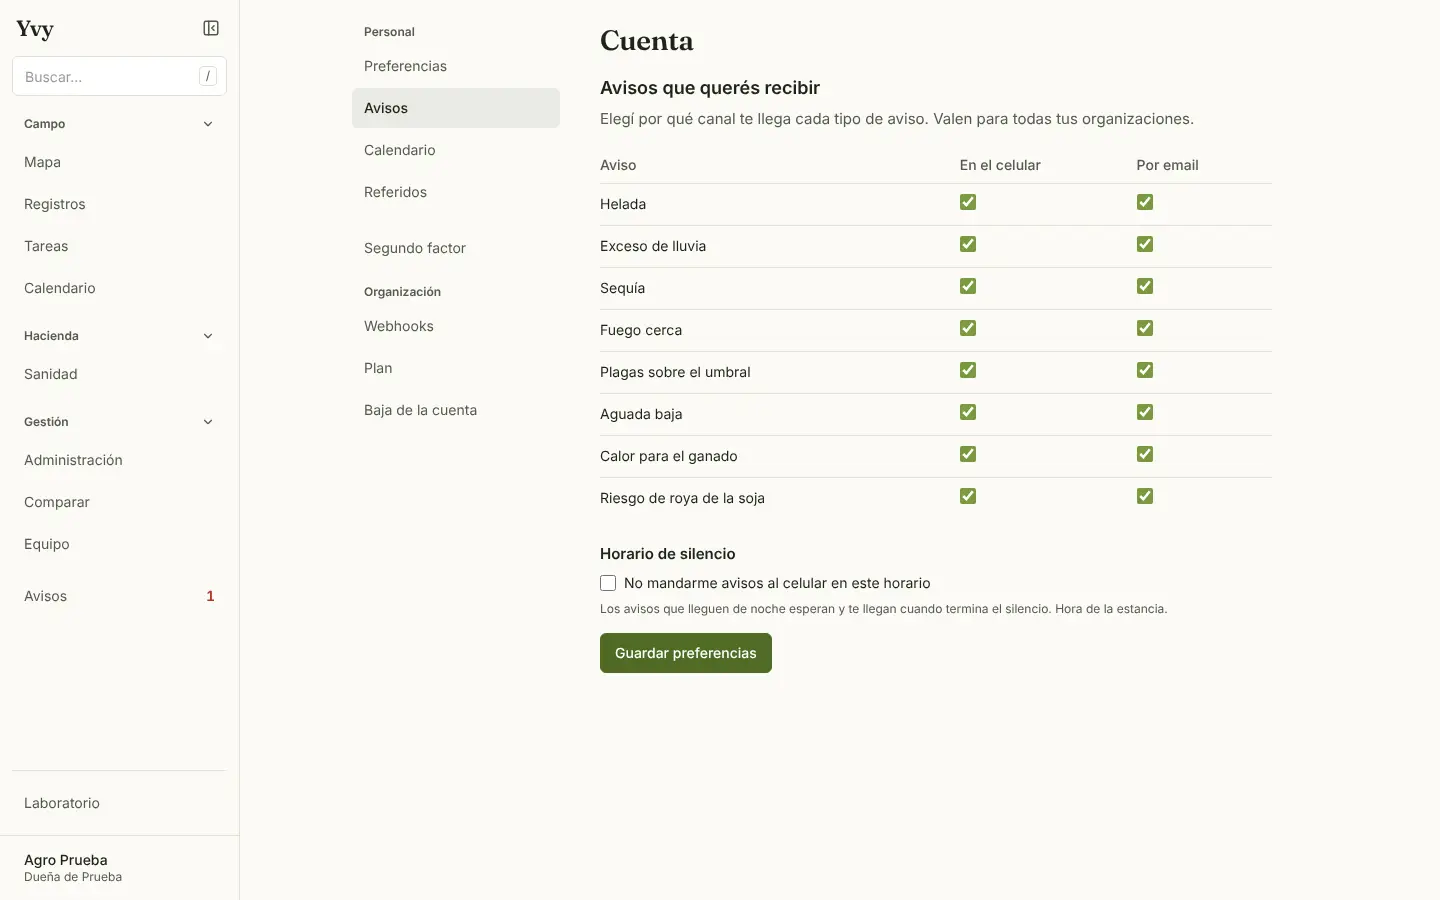 Yvy
Buscar...
/
Campo
Mapa
Registros
Tareas
Calendario
Hacienda
Sanidad
Gestión
Administración
Comparar
Equipo
Avisos 1
Laboratorio
Agro Prueba
Dueña de Prueba
Personal
Preferencias
Avisos
Calendario
Referidos
Segundo factor
Organización
Webhooks
Plan
Baja de la cuenta
Cuenta
Avisos que querés recibir
Elegí por qué canal te llega cada tipo de aviso. Valen para todas tus organizaciones.
Aviso En el celular Por email
Helada
Exceso de lluvia
Sequía
Fuego cerca
Plagas sobre el umbral
Aguada baja
Calor para el ganado
Riesgo de roya de la soja
Horario de silencio
No mandarme avisos al celular en este horario
Los avisos que lleguen de noche esperan y te llegan cuando termina el silencio. Hora de la estancia.
Guardar preferencias